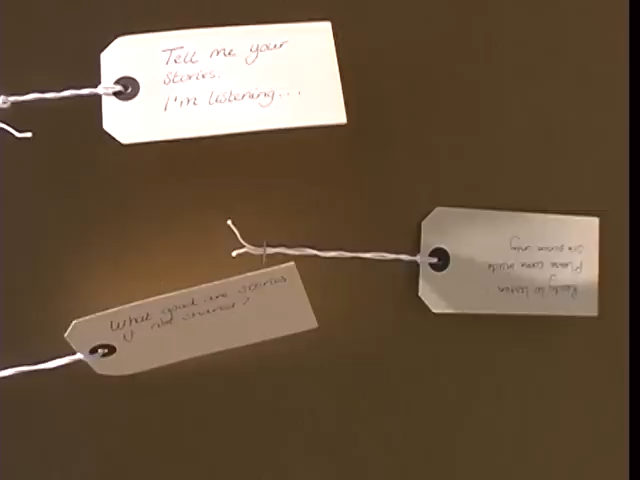 Tell me your
stories.
I'm listening...
What good are stories
if not shared?
Ready to listen
Please come inside
one person only